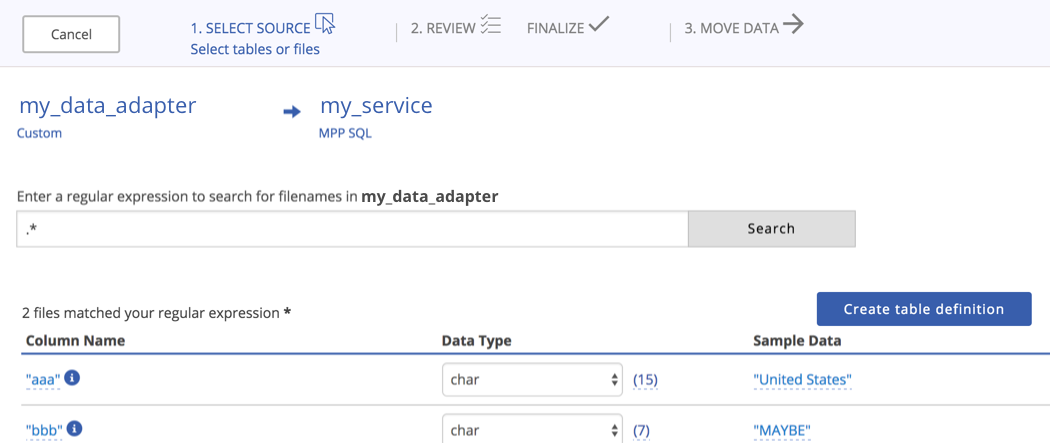 Cancel
1. SELECT SOURCE
Select tables or files
2. REVIEW
FINALIZE
3. MOVE DATA
my_data_adapter
Custom
my_service
MPP SQL
Enter a regular expression to search for filenames in my_data_adapter
.*
Search
2 files matched your regular expression *
Create table definition
Column Name Data Type Sample Data
"aaa" char (15) "United States"
"bbb" char (7) "MAYBE"